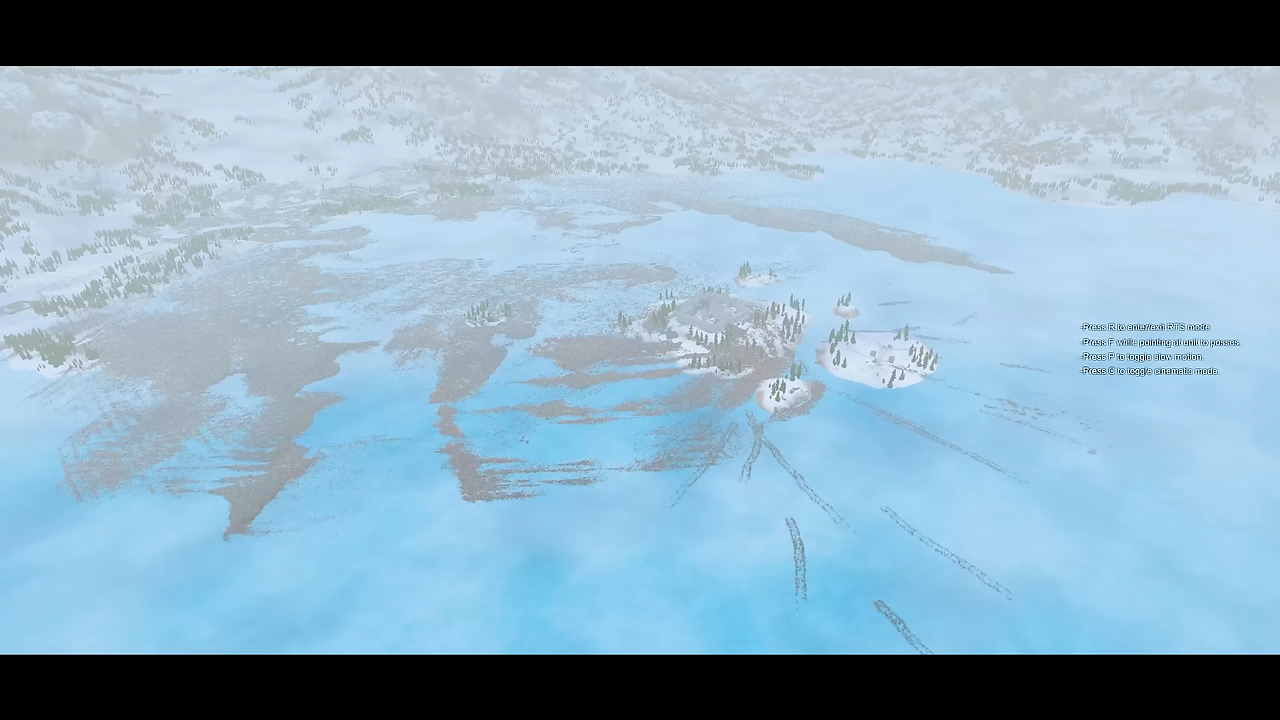 -Press R to enter/exit RTS mode
-Press F while pointing at unit to posses.
-Press P to toggle slow motion.
-Press C to toggle cinematic mode.